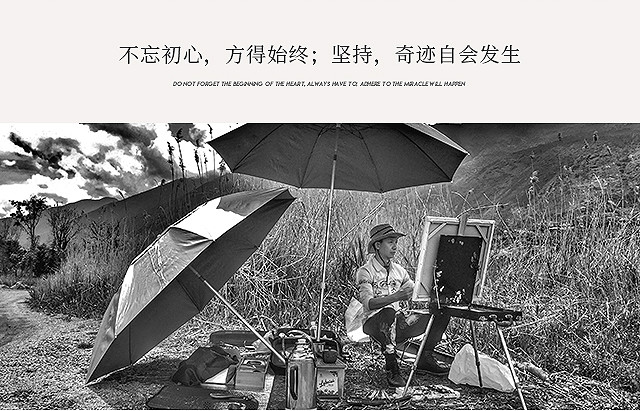 不忘初心，方得始终；坚持，奇迹自会发生
DO NOT FORGET THE BEGINNING OF THE HEART, ALWAYS HAVE TO: ADHERE TO THE MIRACLE WILL HAPPEN